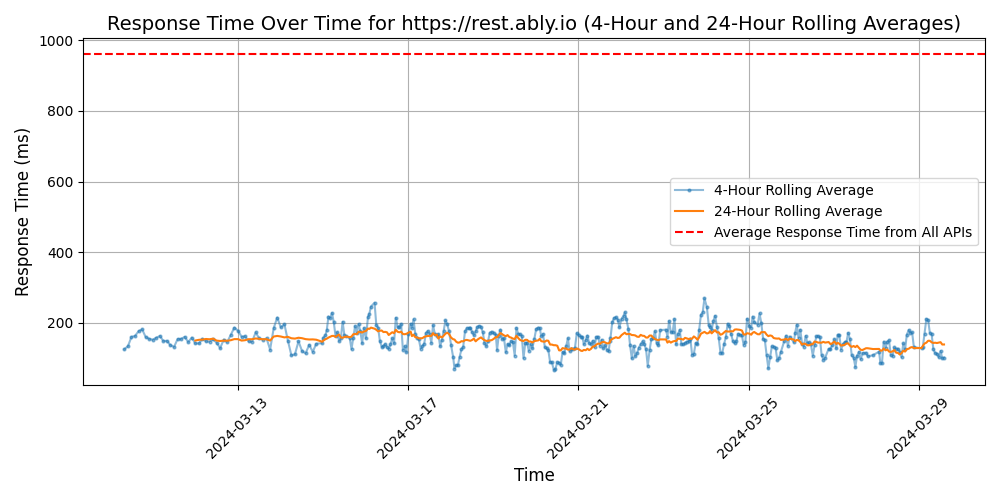 Response Time Over Time for https://rest.ably.io (4-Hour and 24-Hour Rolling Averages)
1000
800
600
400
200
Response Time (ms)
4-Hour Rolling Average
24-Hour Rolling Average
Average Response Time from All APIs
2024-03-13
2024-03-17
2024-03-21
2024-03-25
2024-03-29
Time